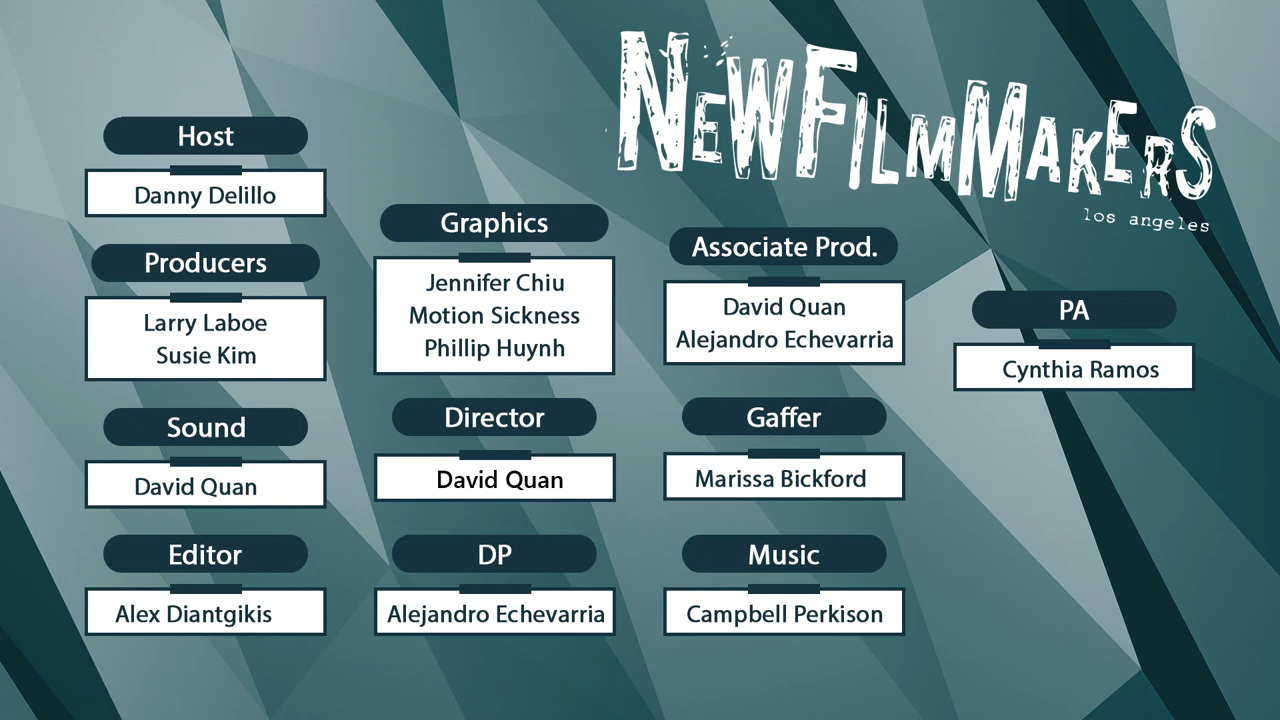 NEWFILMMAKERS
los angeles
Host
Danny Delillo
Producers
Larry Laboe
Susie Kim
Sound
David Quan
Editor
Alex Diantgikis
Graphics
Jennifer Chiu
Motion Sickness
Phillip Huynh
Director
David Quan
DP
Alejandro Echevarria
Associate Prod.
David Quan
Alejandro Echevarria
Gaffer
Marissa Bickford
Music
Campbell Perkison
PA
Cynthia Ramos